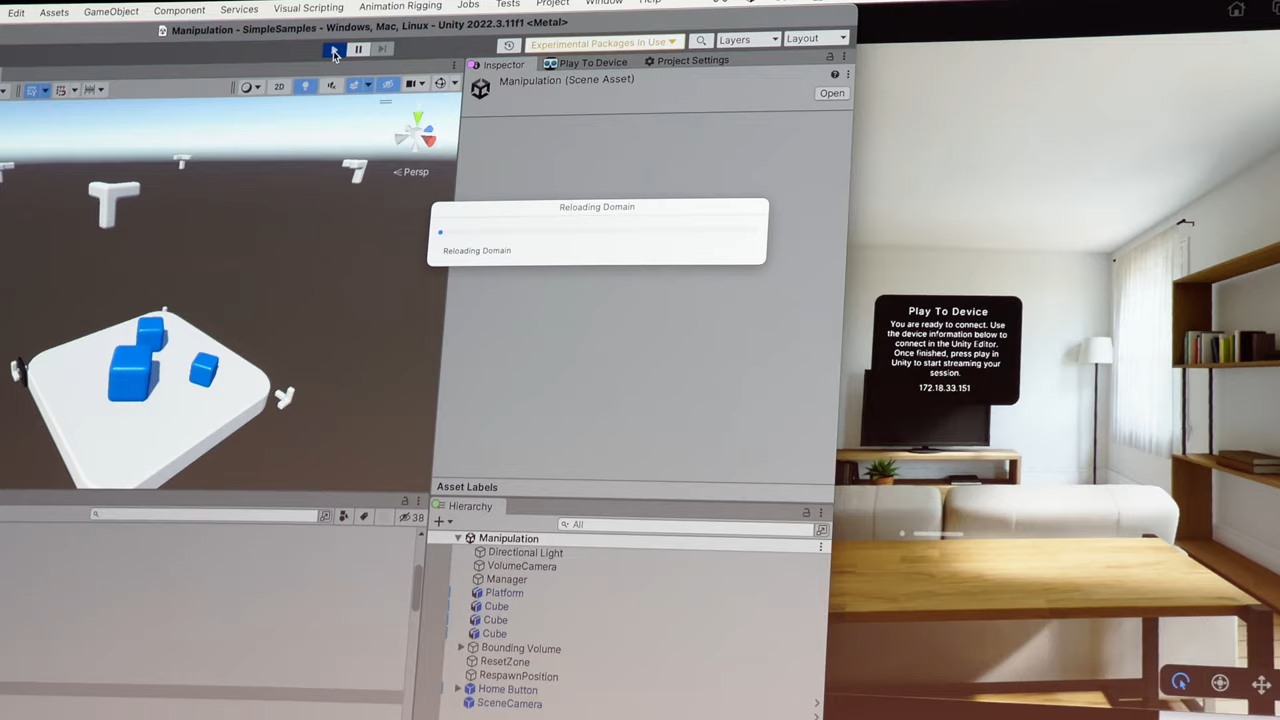 Edit Assets GameObject Component Services Visual Scripting Animation Rigging Jobs Tests Project Window Help
Manipulation - SimpleSamples - Windows, Mac, Linux - Unity 2022.3.11f1 <Metal>
Experimental Packages In Use Layers Layout
Inspector Play To Device Project Settings
Manipulation (Scene Asset)
Open
2D
Persp
Reloading Domain
Reloading Domain
Play To Device
You are ready to connect. Use
the device information below to
connect in the Unity Editor.
Once finished, press play in
Unity to start streaming your
session.
172.18.33.151
Asset Labels
Hierarchy
38
All
Manipulation
Directional Light
VolumeCamera
Manager
Platform
Cube
Cube
Cube
Bounding Volume
ResetZone
RespawnPosition
Home Button
SceneCamera